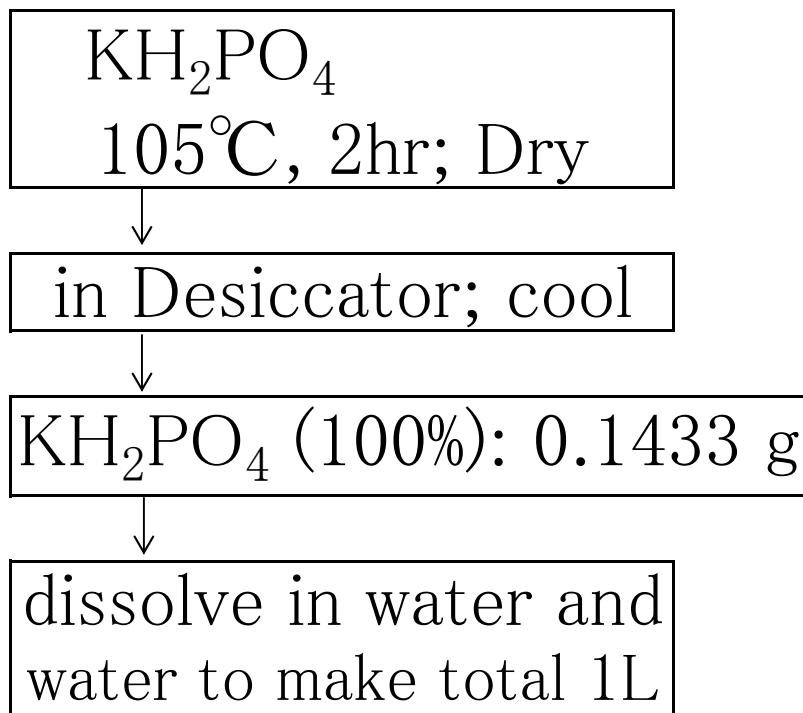 KH₂PO₄
105℃, 2hr; Dry
in Desiccator; cool
KH₂PO₄ (100%): 0.1433 g
dissolve in water and
water to make total 1L